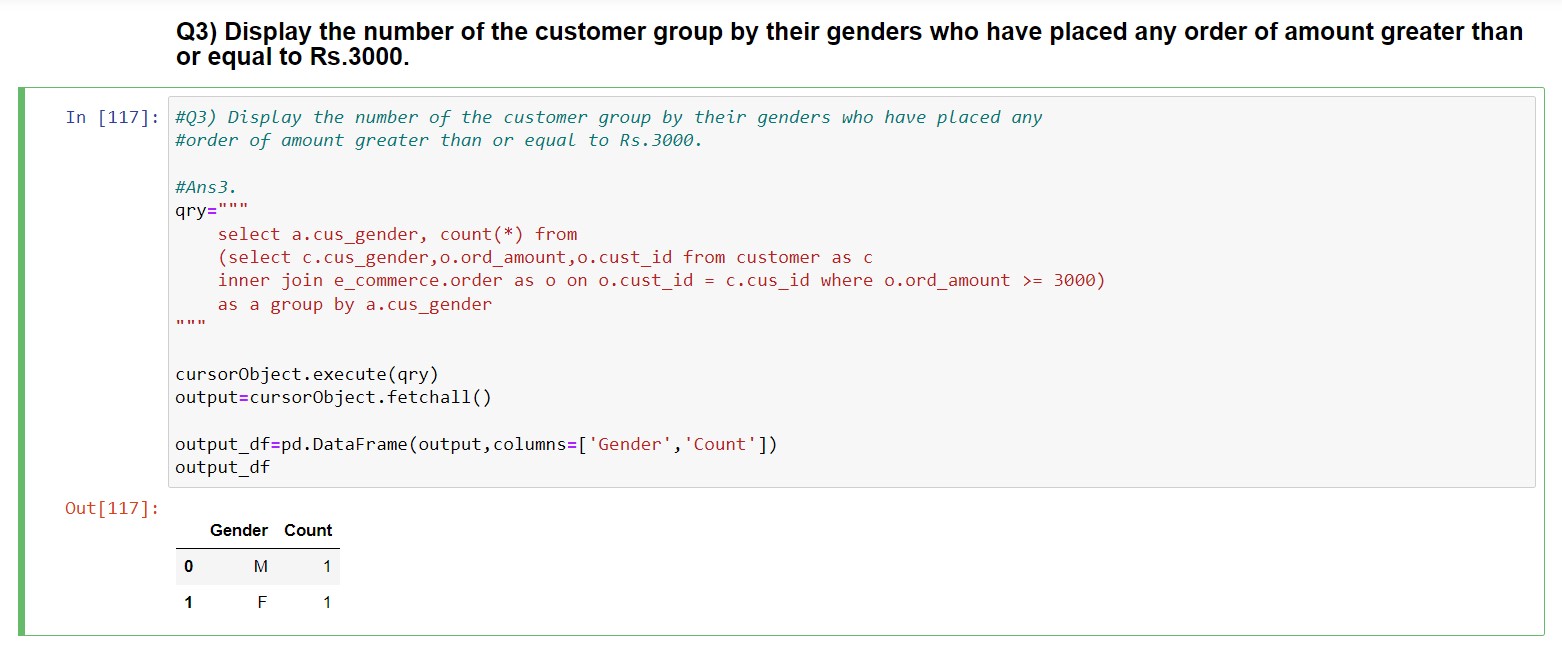 Q3) Display the number of the customer group by their genders who have placed any order of amount greater than
or equal to Rs.3000.
In [117]: #Q3) Display the number of the customer group by their genders who have placed any
#order of amount greater than or equal to Rs.3000.
#Ans3.
qry="""
select a.cus_gender, count(*) from
(select c.cus_gender,o.ord_amount,o.cust_id from customer as c
inner join e_commerce.order as o on o.cust_id = c.cus_id where o.ord_amount >= 3000)
as a group by a.cus_gender
"""
cursorObject.execute(qry)
output=cursorObject.fetchall()
output_df=pd.DataFrame(output,columns=['Gender','Count'])
output_df
Out[117]:
Gender Count
0 M 1
1 F 1